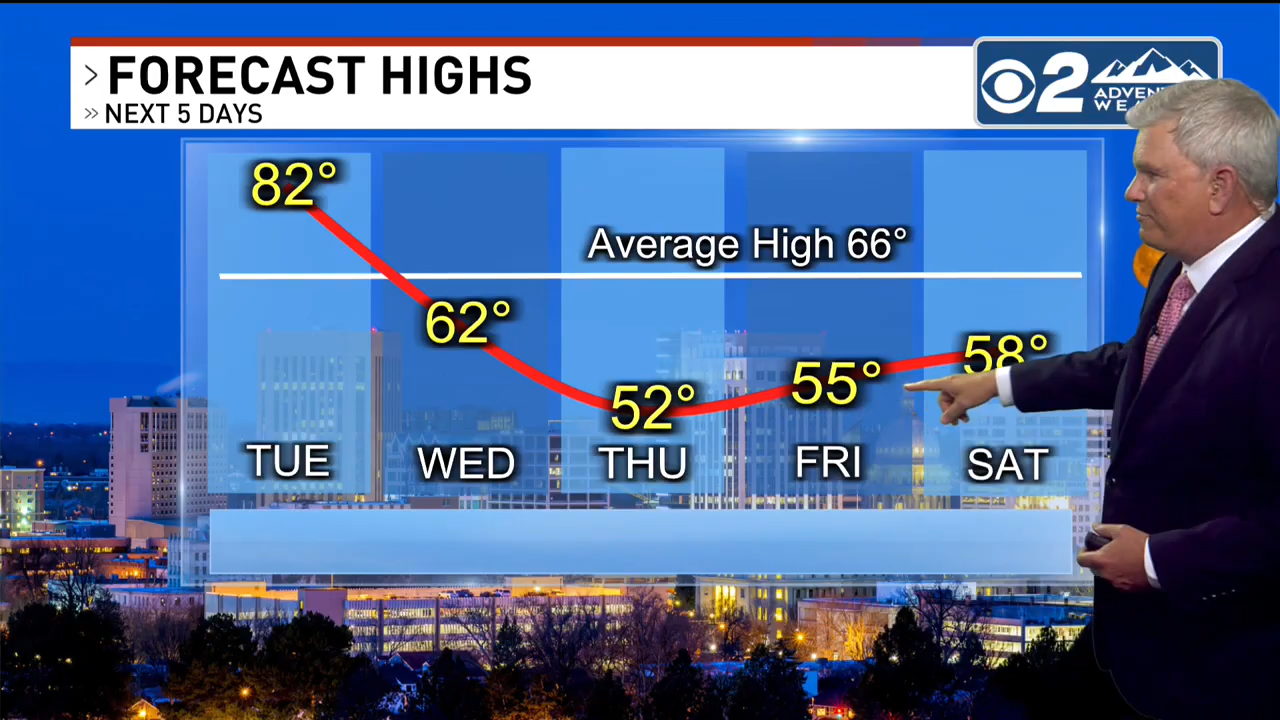 > FORECAST HIGHS
» NEXT 5 DAYS
2
82°
Average High 66°
62°
52°
55°
58°
TUE
WED
THU
FRI
SAT